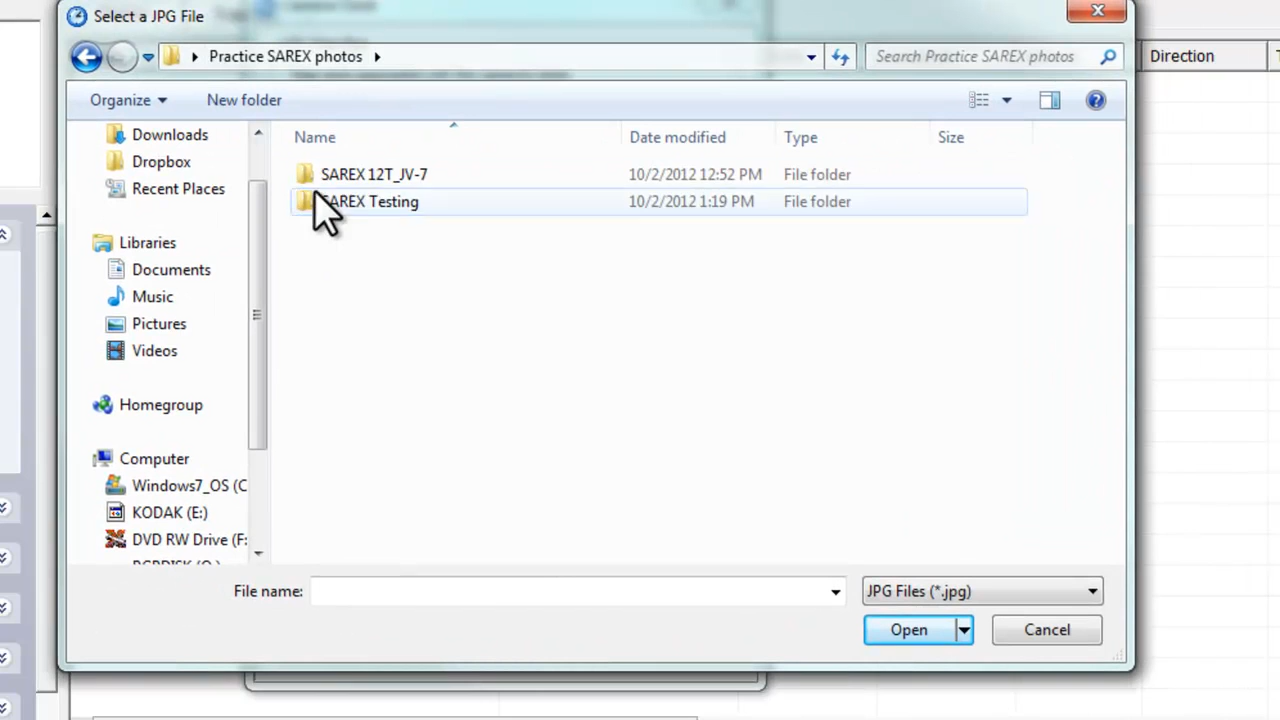 Select a JPG File
Practice SAREX photos
Search Practice SAREX photos
Direction
Organize
New folder
Name
Date modified
Type
Size
Downloads
Dropbox
Recent Places
Libraries
Documents
Music
Pictures
Videos
Homegroup
Computer
Windows7_OS (C
KODAK (E:)
DVD RW Drive (F:
SAREX 12T_JV-7
10/2/2012 12:52 PM
File folder
SAREX Testing
10/2/2012 1:19 PM
File folder
File name:
JPG Files (*.jpg)
Open
Cancel